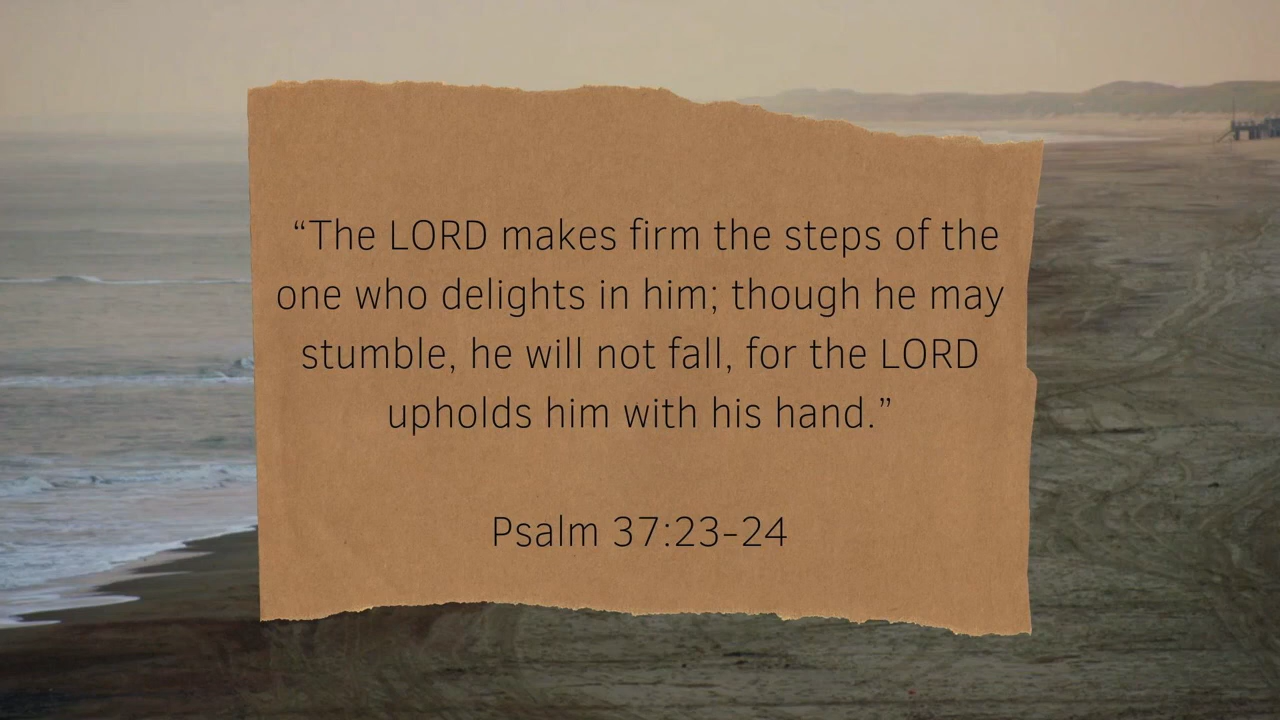 “The LORD makes firm the steps of the
one who delights in him; though he may
stumble, he will not fall, for the LORD
upholds him with his hand.”
Psalm 37:23-24